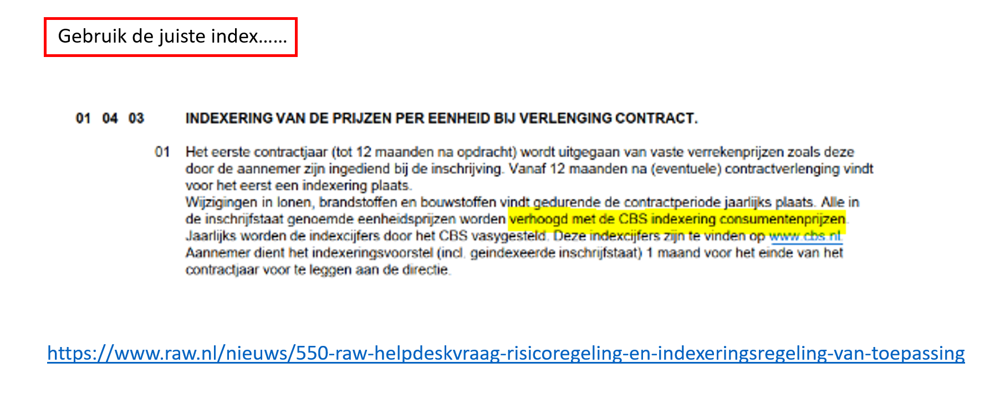 Gebruik de juiste index......
01 04 03 INDEXERING VAN DE PRIJZEN PER EENHEID BIJ VERLENGING CONTRACT.
01 Het eerste contractjaar (tot 12 maanden na opdracht) wordt uitgegaan van vaste verrekenprijzen zoals deze
door de aannemer zijn ingediend bij de inschrijving. Vanaf 12 maanden na (eventuele) contractverlenging vindt
voor het eerst een indexering plaats.
Wijzigingen in lonen, brandstoffen en bouwstoffen vindt gedurende de contractperiode jaarlijks plaats. Alle in
de inschrijfstaat genoemde eenheidsprijzen worden verhoogd met de CBS indexering consumentenprijzen.
Jaarlijks worden de indexcijfers door het CBS vasygesteld. Deze indexcijfers zijn te vinden op www.cbs.nl.
Aannemer dient het indexeringsvoorstel (incl. geindexeerde inschrijfstaat) 1 maand voor het einde van het
contractjaar voor te leggen aan de directie.
https://www.raw.nl/nieuws/550-raw-helpdeskvraag-risicoregeling-en-indexeringsregeling-van-toepassing